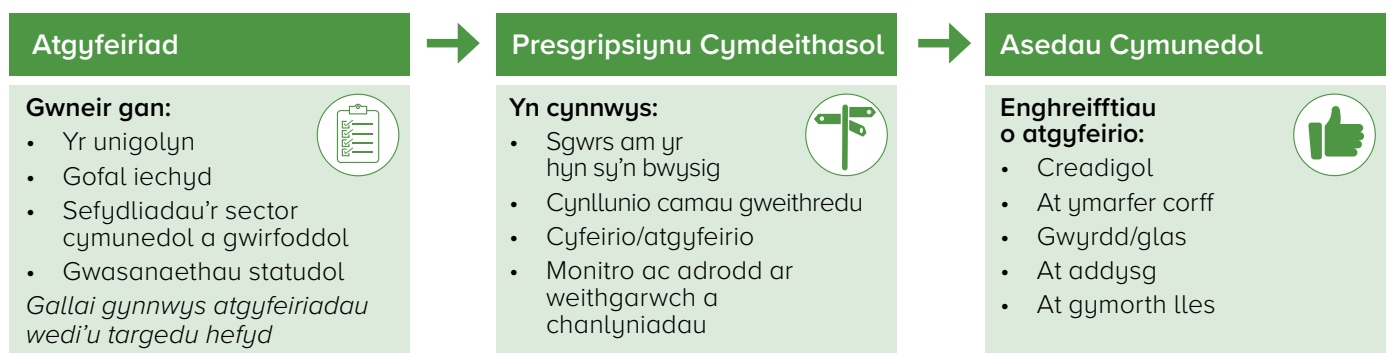 Atgyfeiriad
Gwneir gan:
• Yr unigolyn
• Gofal iechyd
• Sefydliadau'r sector
cymunedol a gwirfoddol
• Gwasanaethau statudol
Gallai gynnwys atgyfeiriadau
wedi'u targedu hefyd
Presgripsiynu Cymdeithasol
Yn cynnwys:
• Sgwrs am yr
hyn sy'n bwysig
• Cynllunio camau gweithredu
• Cyfeirio/atgyfeirio
• Monitro ac adrodd ar
weithgarwch a
chanlyniadau
Asedau Cymunedol
Enghreifftiau
o atgyfeirio:
• Creadigol
• At ymarfer corff
• Gwyrdd/glas
• At addysg
• At gymorth lles